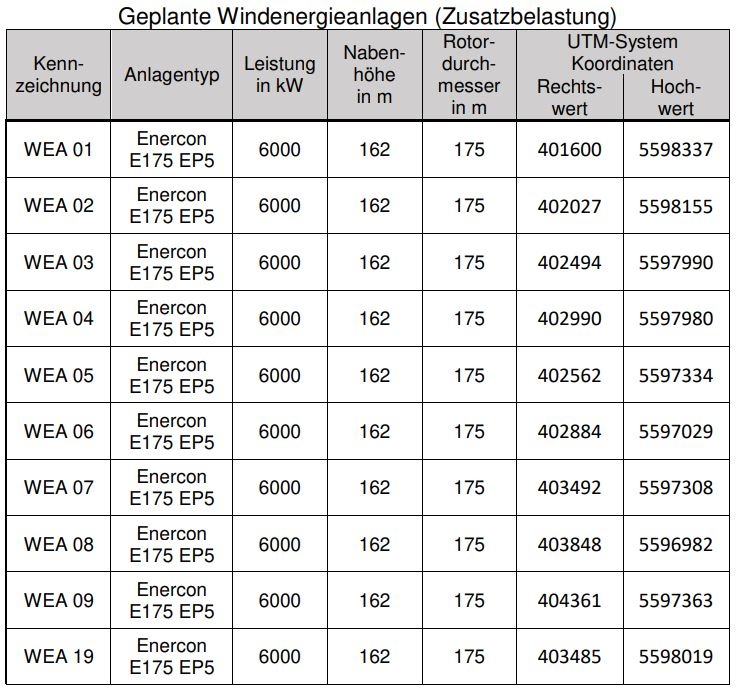 Geplante Windenergieanlagen (Zusatzbelastung)
Kenn-
zeichnung
Anlagentyp
Leistung
in kW
Naben-
höhe
in m
Rotor-
durch-
messer
in m
UTM-System
Koordinaten
Rechts-
wert
Hoch-
wert
WEA 01
Enercon
E175 EP5
6000
162
175
401600
5598337
WEA 02
Enercon
E175 EP5
6000
162
175
402027
5598155
WEA 03
Enercon
E175 EP5
6000
162
175
402494
5597990
WEA 04
Enercon
E175 EP5
6000
162
175
402990
5597980
WEA 05
Enercon
E175 EP5
6000
162
175
402562
5597334
WEA 06
Enercon
E175 EP5
6000
162
175
402884
5597029
WEA 07
Enercon
E175 EP5
6000
162
175
403492
5597308
WEA 08
Enercon
E175 EP5
6000
162
175
403848
5596982
WEA 09
Enercon
E175 EP5
6000
162
175
404361
5597363
WEA 19
Enercon
E175 EP5
6000
162
175
403485
5598019